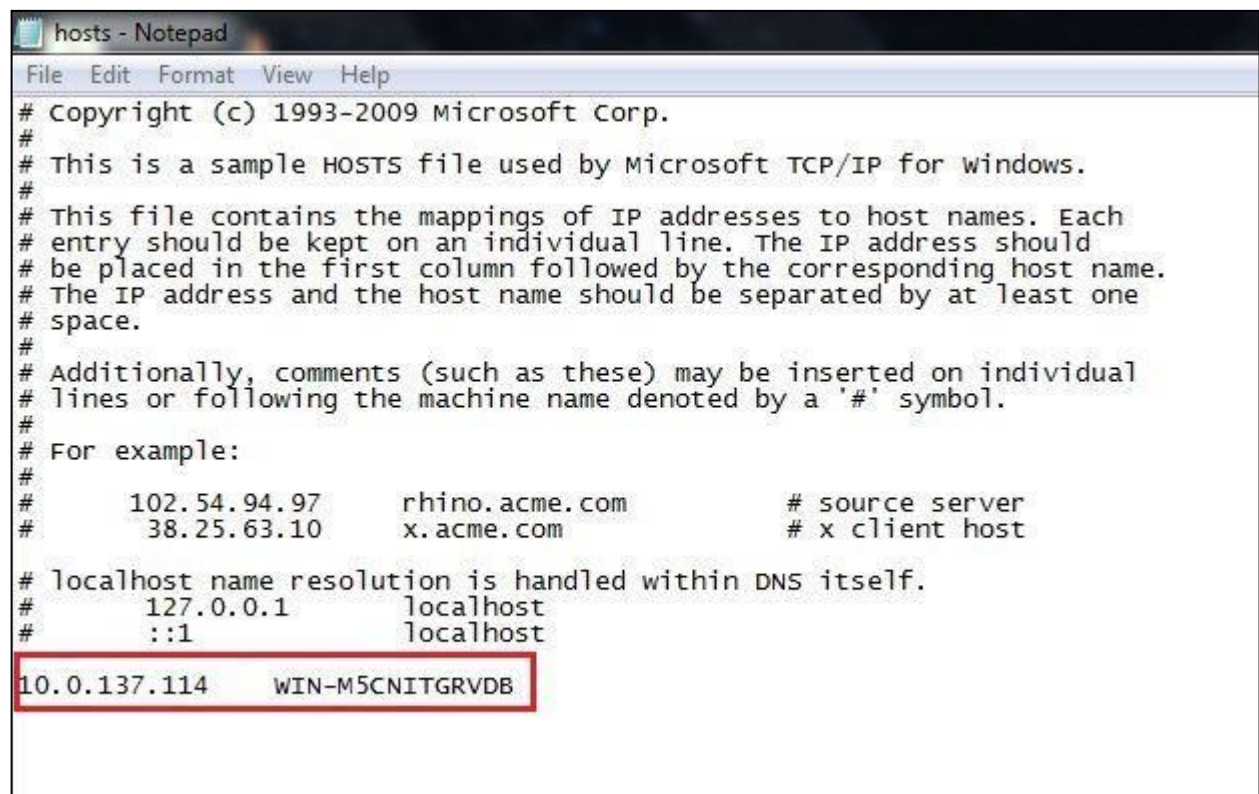 hosts - Notepad
File Edit Format View Help
# Copyright (c) 1993-2009 Microsoft Corp.
#
# This is a sample HOSTS file used by Microsoft TCP/IP for Windows.
#
# This file contains the mappings of IP addresses to host names. Each
# entry should be kept on an individual line. The IP address should
# be placed in the first column followed by the corresponding host name.
# The IP address and the host name should be separated by at least one
# space.
#
# Additionally, comments (such as these) may be inserted on individual
# lines or following the machine name denoted by a '#' symbol.
#
# For example:
#
#      102.54.94.97     rhino.acme.com          # source server
#       38.25.63.10     x.acme.com              # x client host

# localhost name resolution is handled within DNS itself.
#       127.0.0.1       localhost
#       ::1             localhost

10.0.137.114    WIN-M5CNITGRVDB